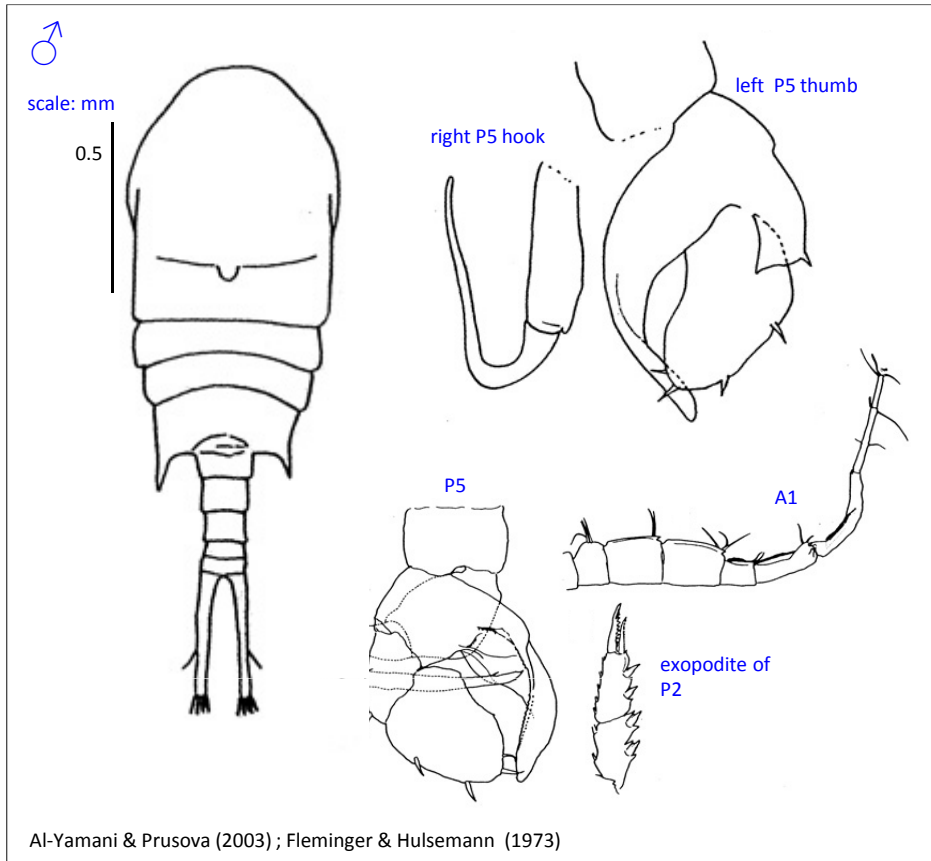 ♂
scale: mm
0.5
right P5 hook
left P5 thumb
P5
A1
exopodite of
P2
Al-Yamani & Prusova (2003) ; Fleminger & Hulsemann (1973)